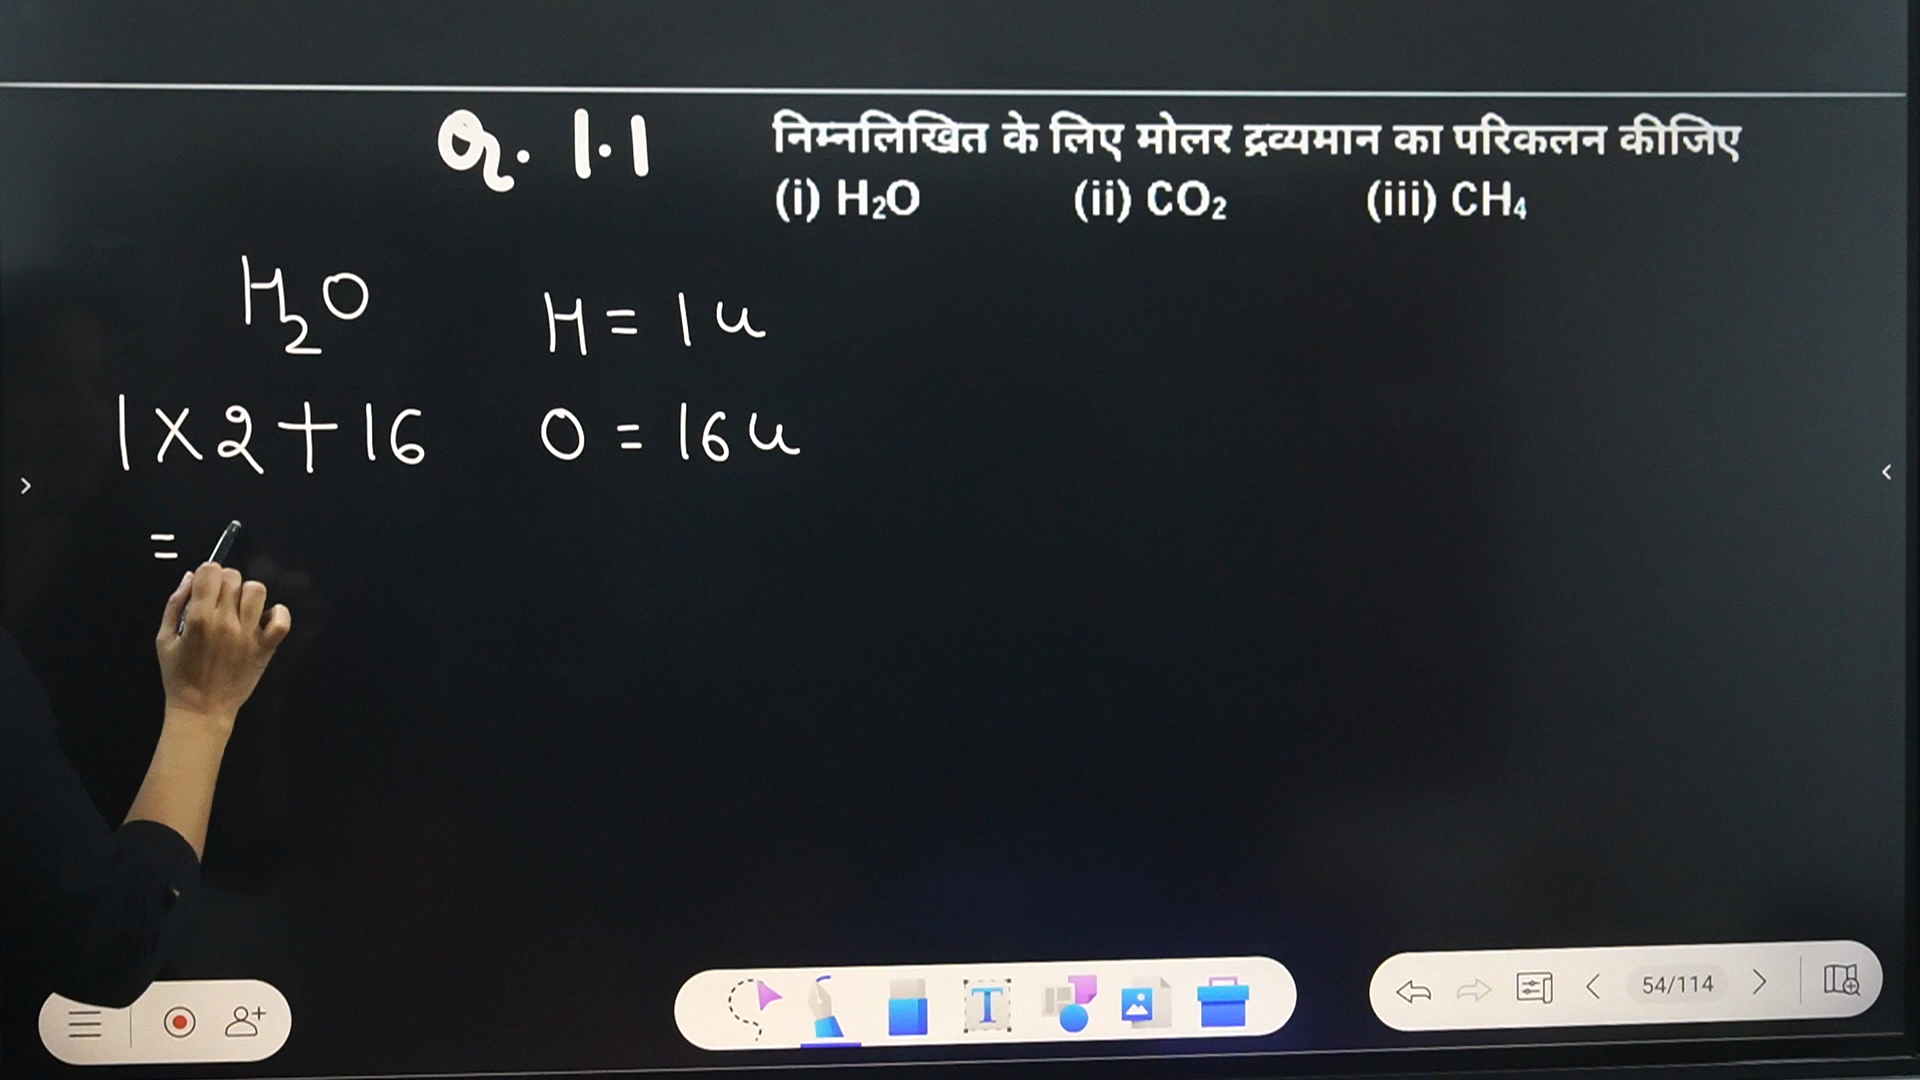 Q. 1.1 निम्नलिखित के लिए मोलर द्रव्यमान का परिकलन कीजिए
(i) H₂O (ii) CO₂ (iii) CH₄
H₂O H = 1u
1×2+16 O = 16u
=
54/114